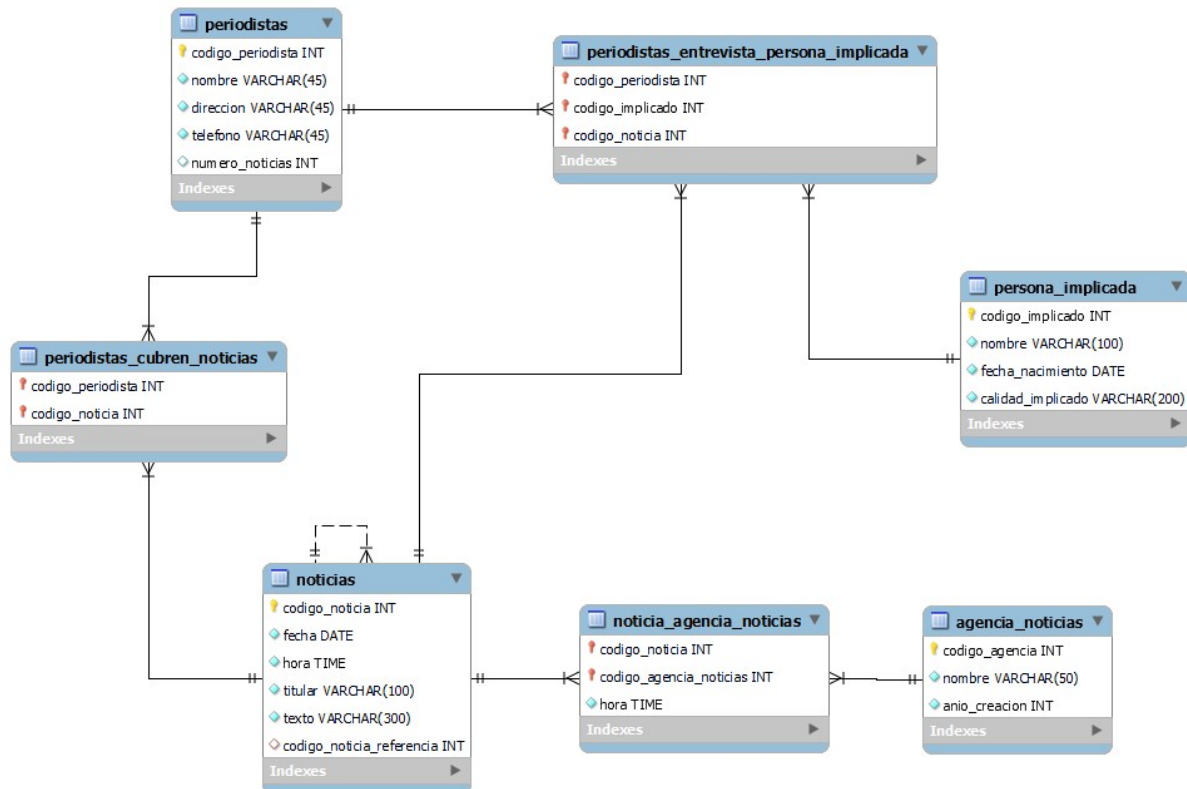 periodistas
codigo_periodista INT
nombre VARCHAR(45)
direccion VARCHAR(45)
telefono VARCHAR(45)
numero_noticias INT
Indexes
periodistas_entrevista_persona_implicada
codigo_periodista INT
codigo_implicado INT
codigo_noticia INT
Indexes
persona_implicada
codigo_implicado INT
nombre VARCHAR(100)
fecha_nacimiento DATE
calidad_implicado VARCHAR(200)
Indexes
periodistas_cubren_noticias
codigo_periodista INT
codigo_noticia INT
Indexes
noticias
codigo_noticia INT
fecha DATE
hora TIME
titular VARCHAR(100)
texto VARCHAR(300)
codigo_noticia_referencia INT
Indexes
noticia_agencia_noticias
codigo_noticia INT
codigo_agencia_noticias INT
hora TIME
Indexes
agencia_noticias
codigo_agencia INT
nombre VARCHAR(50)
anio_creacion INT
Indexes